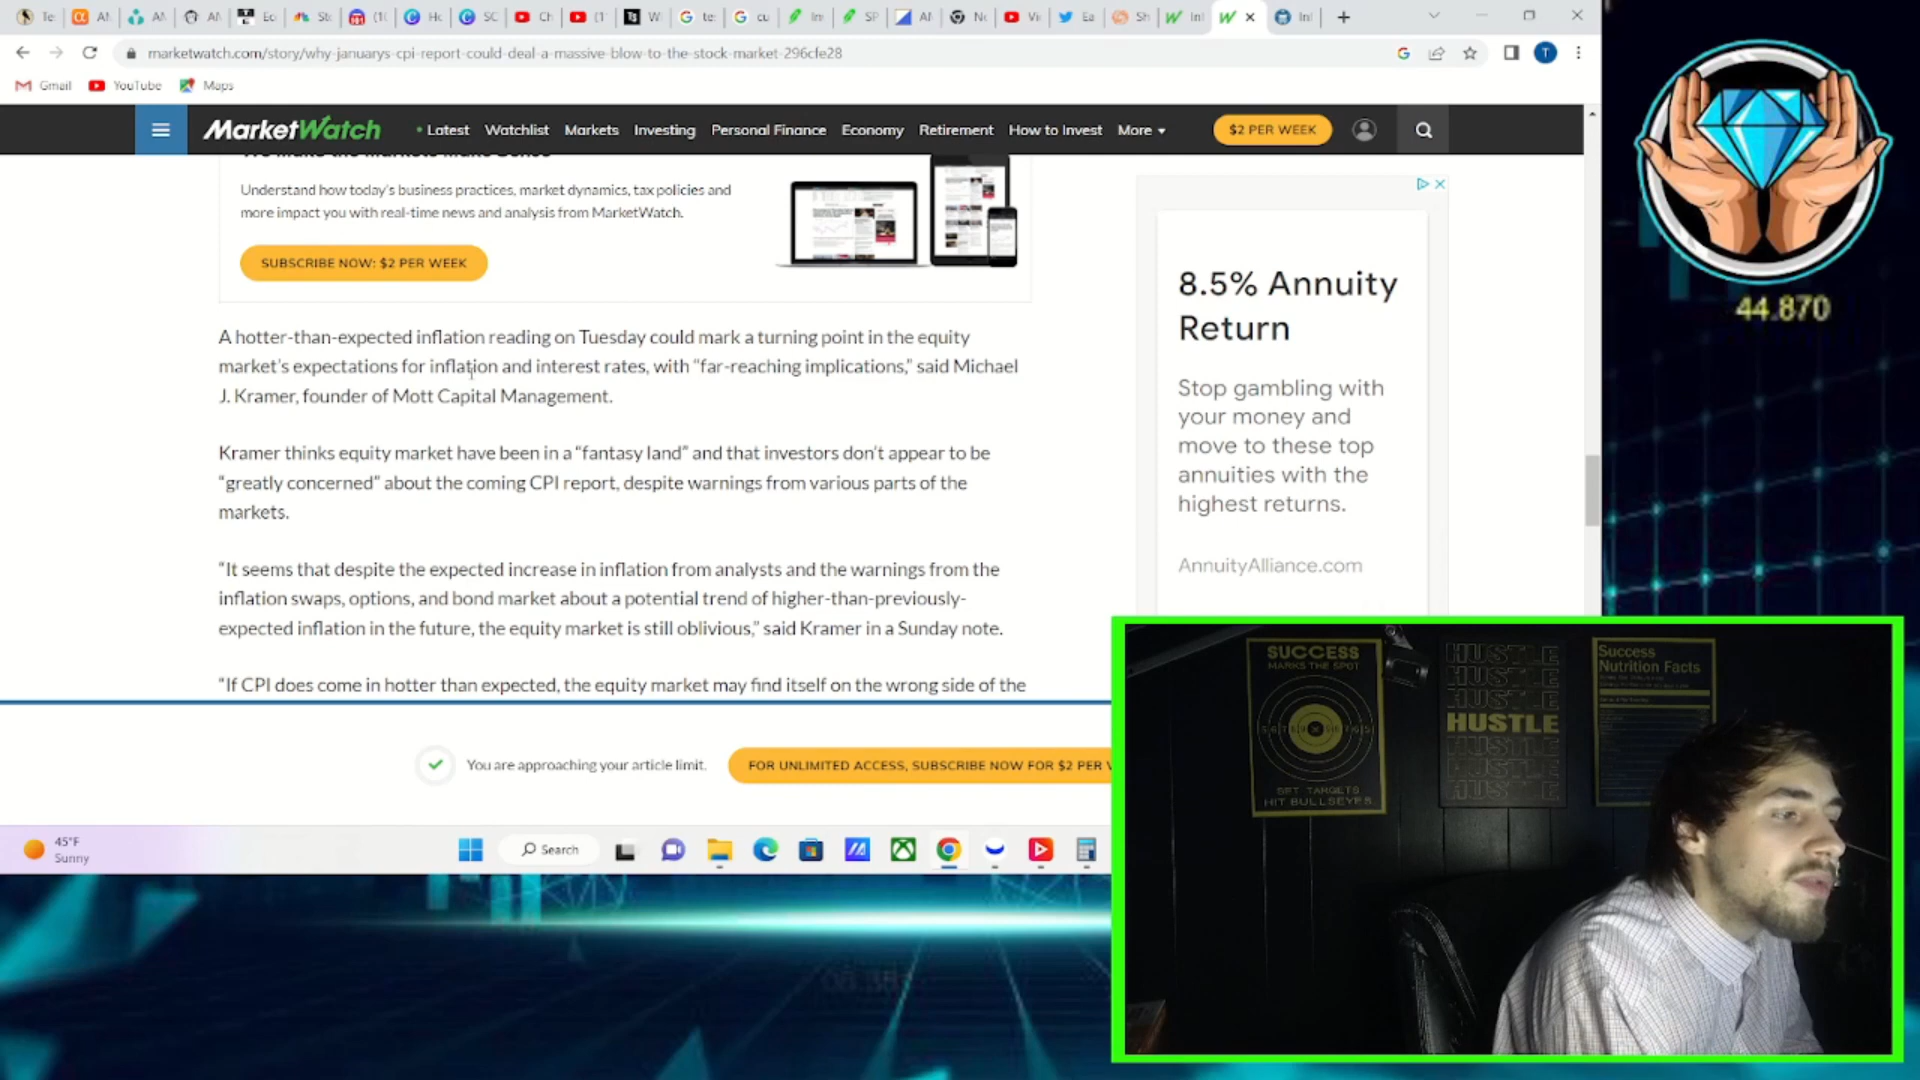 marketwatch.com/story/why-januarys-cpi-report-could-deal-a-massive-blow-to-the-stock-market-296cfe28
Gmail YouTube Maps
MarketWatch
Latest Watchlist Markets Investing Personal Finance Economy Retirement How to Invest More
$2 PER WEEK
Understand how today's business practices, market dynamics, tax policies and
more impact you with real-time news and analysis from MarketWatch.
SUBSCRIBE NOW: $2 PER WEEK
A hotter-than-expected inflation reading on Tuesday could mark a turning point in the equity
market's expectations for inflation and interest rates, with “far-reaching implications,” said Michael
J. Kramer, founder of Mott Capital Management.
Kramer thinks equity market have been in a “fantasy land” and that investors don't appear to be
“greatly concerned” about the coming CPI report, despite warnings from various parts of the
markets.
“It seems that despite the expected increase in inflation from analysts and the warnings from the
inflation swaps, options, and bond market about a potential trend of higher-than-previously-
expected inflation in the future, the equity market is still oblivious,” said Kramer in a Sunday note.
“If CPI does come in hotter than expected, the equity market may find itself on the wrong side of the
8.5% Annuity
Return
Stop gambling with
your money and
move to these top
annuities with the
highest returns.
AnnuityAlliance.com
You are approaching your article limit.
FOR UNLIMITED ACCESS, SUBSCRIBE NOW FOR $2 PER
45°F
Sunny
Search
44.870
SUCCESS
MARKS THE SPOT
SET TARGETS
HIT BULLSEYES
HUSTLE
HUSTLE
HUSTLE
HUSTLE
HUSTLE
HUSTLE
Success
Nutrition Facts